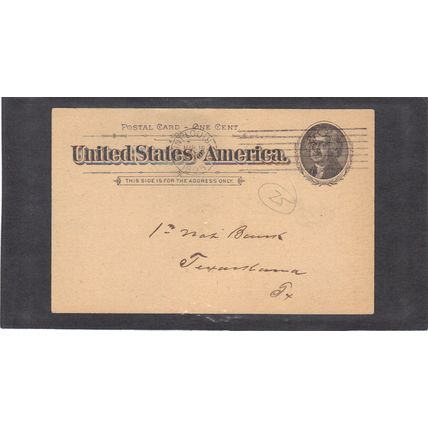 POSTAL CARD - ONE CENT
United States of America.
THIS SIDE IS FOR THE ADDRESS ONLY.
25
1st Nat Bank
Texarkana
Tx